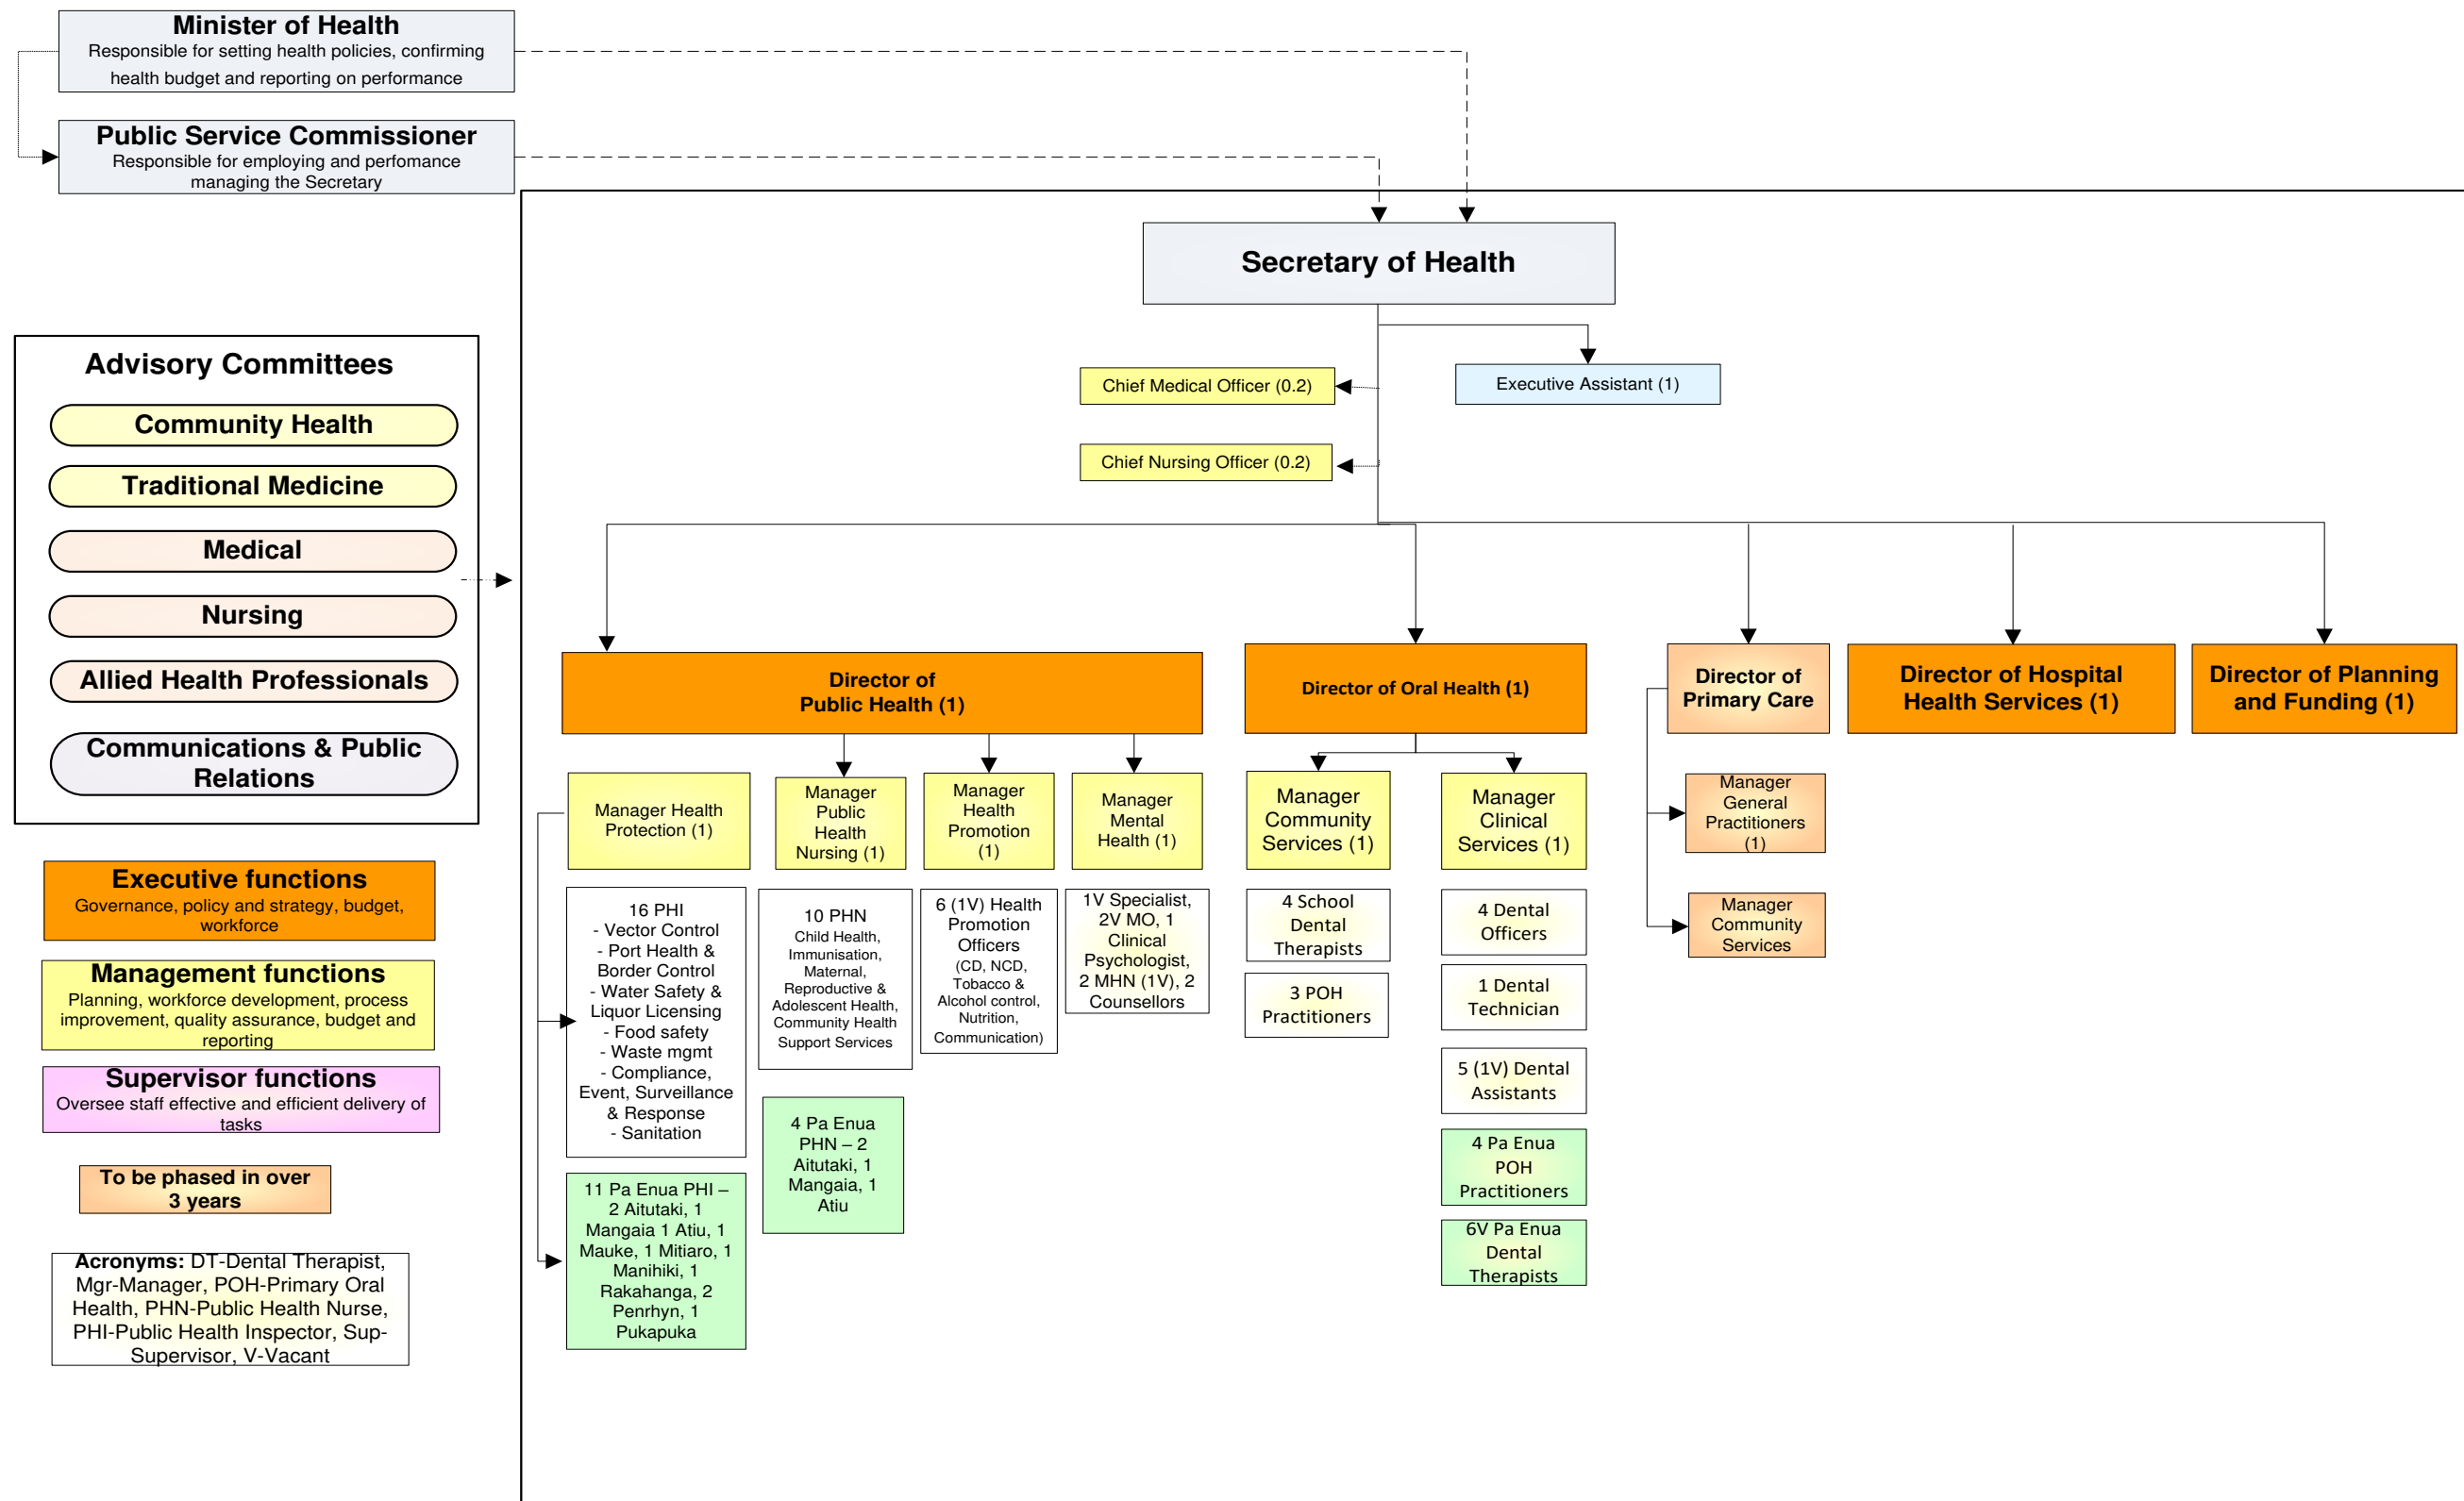 Minister of Health
Responsible for setting health policies, confirming
health budget and reporting on performance
Public Service Commissioner
Responsible for employing and perfomance
managing the Secretary
Secretary of Health
Chief Medical Officer (0.2)
Executive Assistant (1)
Chief Nursing Officer (0.2)
Advisory Committees
Community Health
Traditional Medicine
Medical
Nursing
Allied Health Professionals
Communications & Public
Relations
Executive functions
Governance, policy and strategy, budget,
workforce
Management functions
Planning, workforce development, process
improvement, quality assurance, budget and
reporting
Supervisor functions
Oversee staff effective and efficient delivery of
tasks
To be phased in over
3 years
Acronyms: DT-Dental Therapist,
Mgr-Manager, POH-Primary Oral
Health, PHN-Public Health Nurse,
PHI-Public Health Inspector, Sup-
Supervisor, V-Vacant
Director of
Public Health (1)
Director of Oral Health (1)
Director of
Primary Care
Director of Hospital
Health Services (1)
Director of Planning
and Funding (1)
Manager Health
Protection (1)
Manager
Public
Health
Nursing (1)
Manager
Health
Promotion
(1)
Manager
Mental
Health (1)
Manager
Community
Services (1)
Manager
Clinical
Services (1)
Manager
General
Practitioners
(1)
Manager
Community
Services
16 PHI
- Vector Control
- Port Health &
Border Control
- Water Safety &
Liquor Licensing
- Food safety
- Waste mgmt
- Compliance,
Event, Surveillance
& Response
- Sanitation
11 Pa Enua PHI –
2 Aitutaki, 1
Mangaia 1 Atiu, 1
Mauke, 1 Mitiaro, 1
Manihiki, 1
Rakahanga, 2
Penrhyn, 1
Pukapuka
10 PHN
Child Health,
Immunisation,
Maternal,
Reproductive &
Adolescent Health,
Community Health
Support Services
4 Pa Enua
PHN – 2
Aitutaki, 1
Mangaia, 1
Atiu
6 (1V) Health
Promotion
Officers
(CD, NCD,
Tobacco &
Alcohol control,
Nutrition,
Communication)
1V Specialist,
2V MO, 1
Clinical
Psychologist,
2 MHN (1V), 2
Counsellors
4 School
Dental
Therapists
3 POH
Practitioners
4 Dental
Officers
1 Dental
Technician
5 (1V) Dental
Assistants
4 Pa Enua
POH
Practitioners
6V Pa Enua
Dental
Therapists